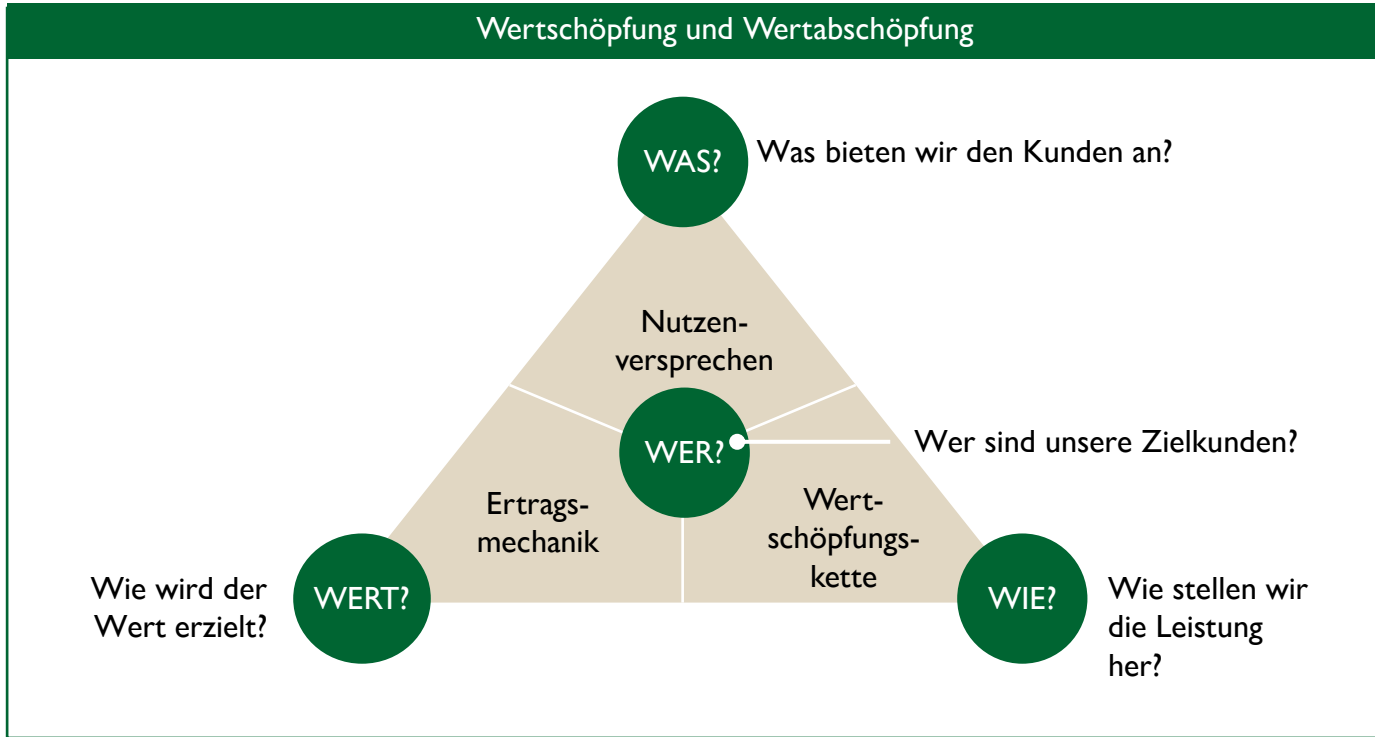 Wertschöpfung und Wertabschöpfung
WAS?
Was bieten wir den Kunden an?
Nutzen-
versprechen
WER?
Wer sind unsere Zielkunden?
Ertrags-
mechanik
Wert-
schöpfungs-
kette
Wie wird der
Wert erzielt?
WERT?
WIE?
Wie stellen wir
die Leistung
her?